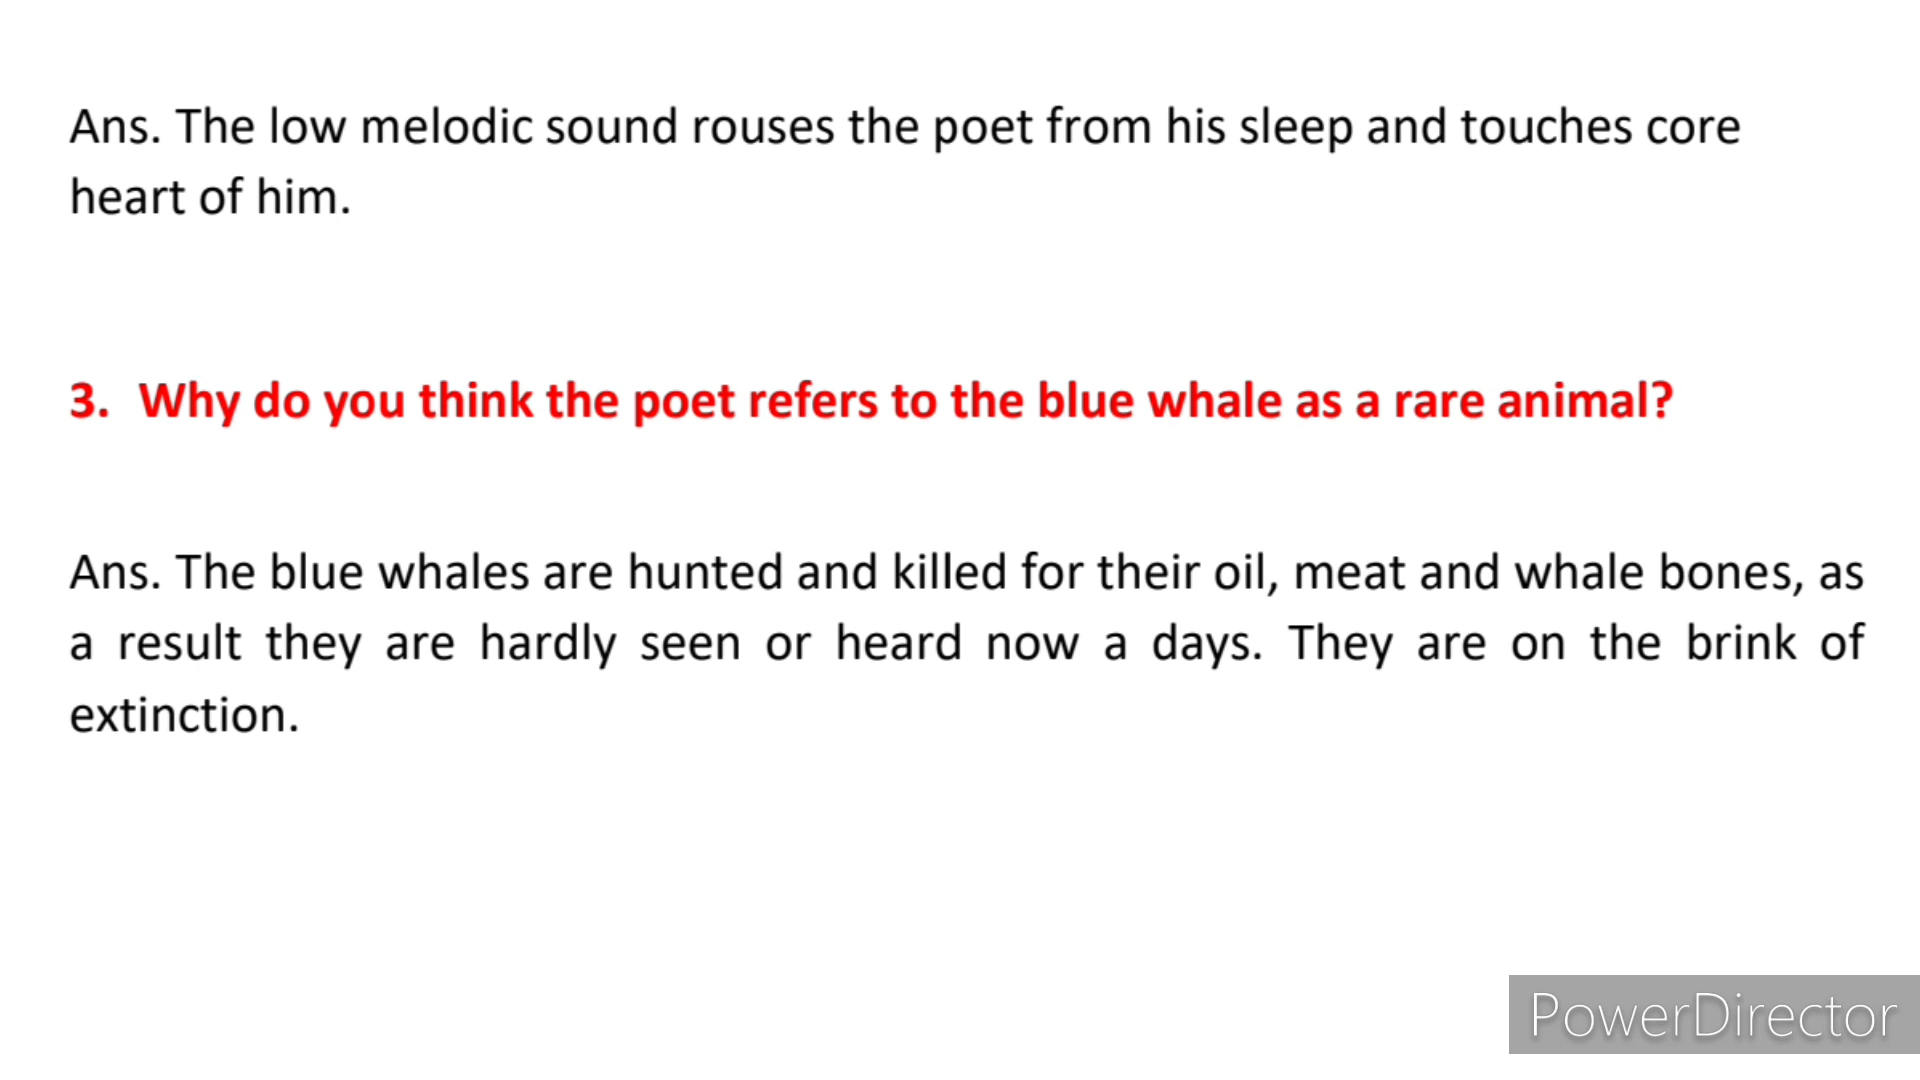 Ans. The low melodic sound rouses the poet from his sleep and touches core
heart of him.
3. Why do you think the poet refers to the blue whale as a rare animal?
Ans. The blue whales are hunted and killed for their oil, meat and whale bones, as
a result they are hardly seen or heard now a days. They are on the brink of
extinction.
PowerDirector